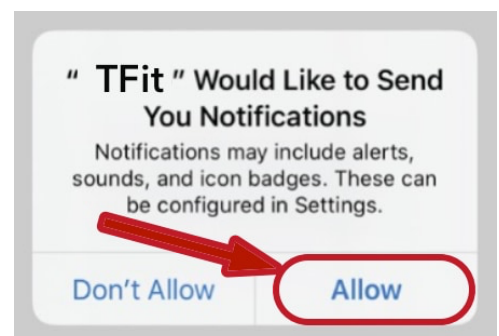 “ TFit ” Would Like to Send
You Notifications
Notifications may include alerts,
sounds, and icon badges. These can
be configured in Settings.
Don’t Allow
Allow